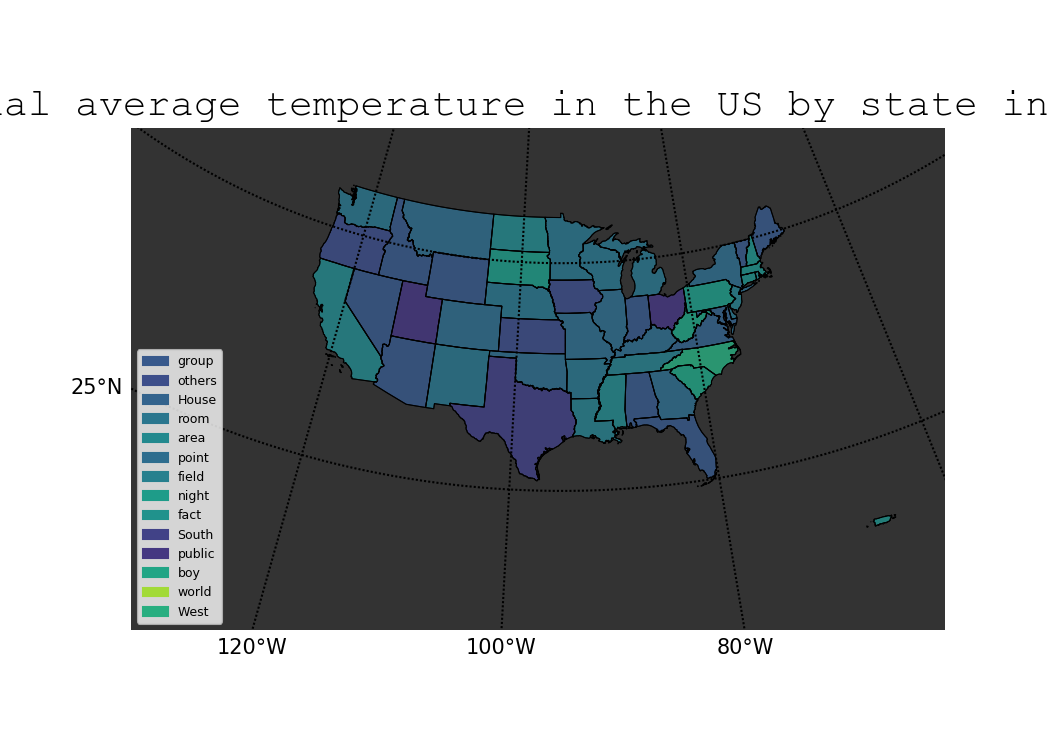 al average temperature in the US by state in
25°N
group
others
House
room
area
point
field
night
fact
South
public
boy
world
West
120°W
100°W
80°W